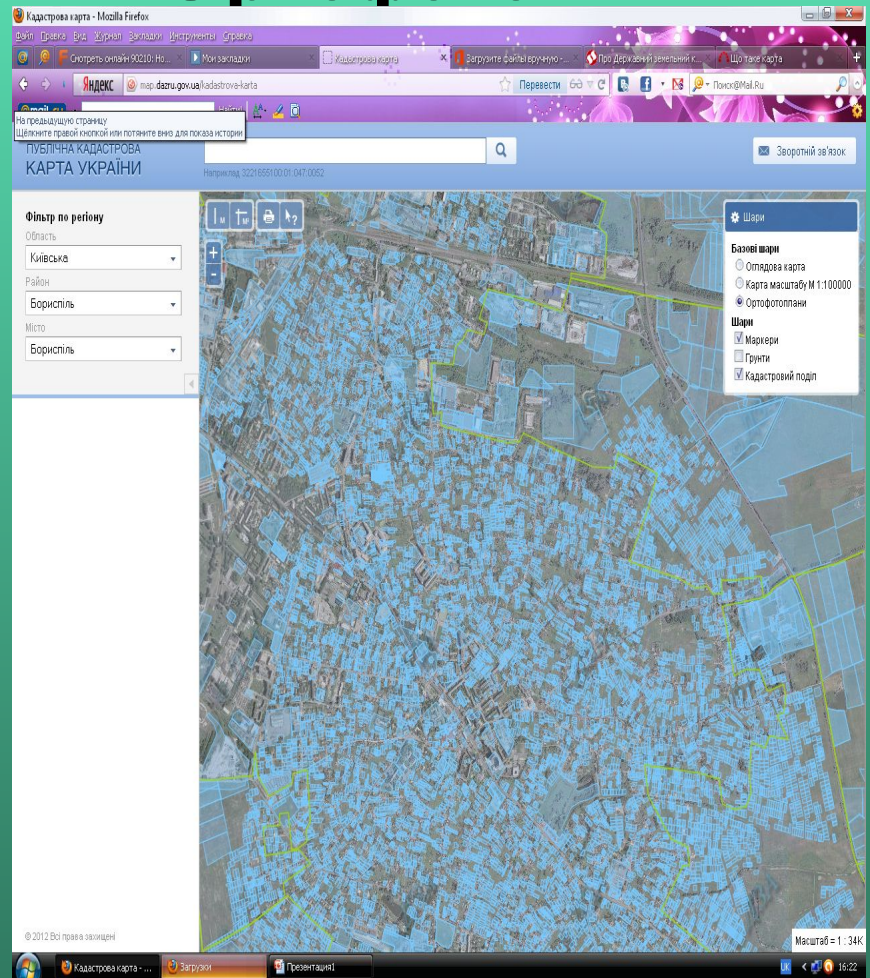 Кадастрова карта - Mozilla Firefox
Файл Правка Вид Журнал Закладки Инструменты Справка
Смотреть онлайн 90210: Но...
Мои закладки
Кадастрова карта
Загрузите файлы вручную - ...
Про Державний земельний к...
Що таке карта
Яндекс
map.dazru.gov.ua/kadastrova-karta
Перевести
Поиск@Mail.Ru
На предыдущую страницу
Щёлкните правой кнопкой или потяните вниз для показа истории
ПУБЛІЧНА КАДАСТРОВА
КАРТА УКРАЇНИ
Наприклад 3221655100:01:047:0052
Зворотній зв'язок
Фільтр по регіону
Область
Київська
Район
Бориспіль
Місто
Бориспіль
Шари
Базові шари
Оглядова карта
Карта масштабу М 1:100000
Ортофотоплани
Шари
Маркери
Грунти
Кадастровий поділ
© 2012 Всі права захищені
Масштаб = 1 : 34K
Кадастрова карта - ...
Загрузки
Презентация1
UK
16:22